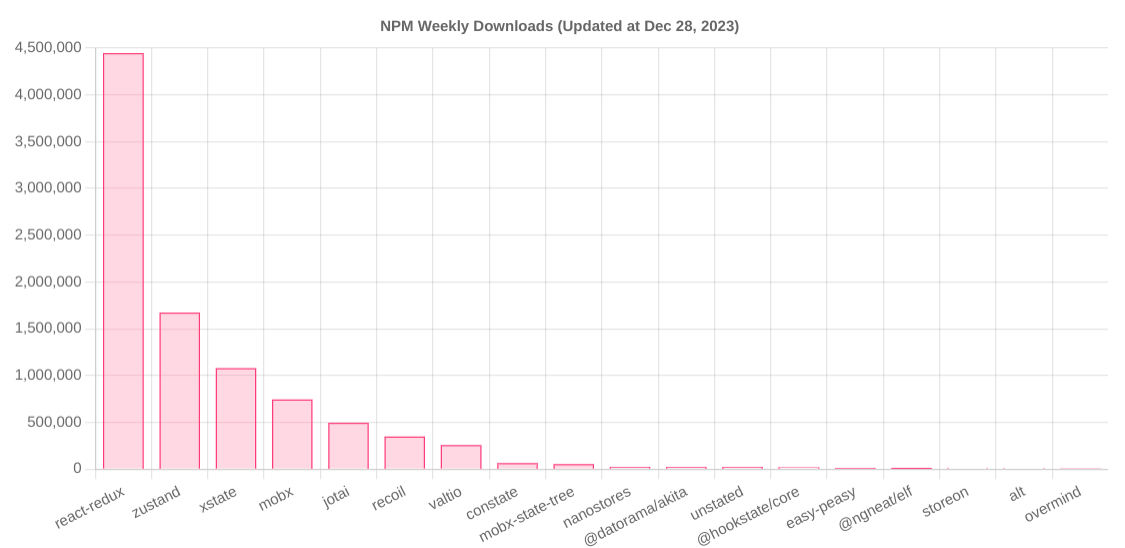 NPM Weekly Downloads (Updated at Dec 28, 2023)
4,500,000
4,000,000
3,500,000
3,000,000
2,500,000
2,000,000
1,500,000
1,000,000
500,000
0
react-redux
zustand
xstate
mobx
jotai
recoil
valtio
constate
mobx-state-tree
nanostores
@datorama/akita
unstated
@hookstate/core
easy-peasy
@ngneat/elf
storeon
alt
overmind